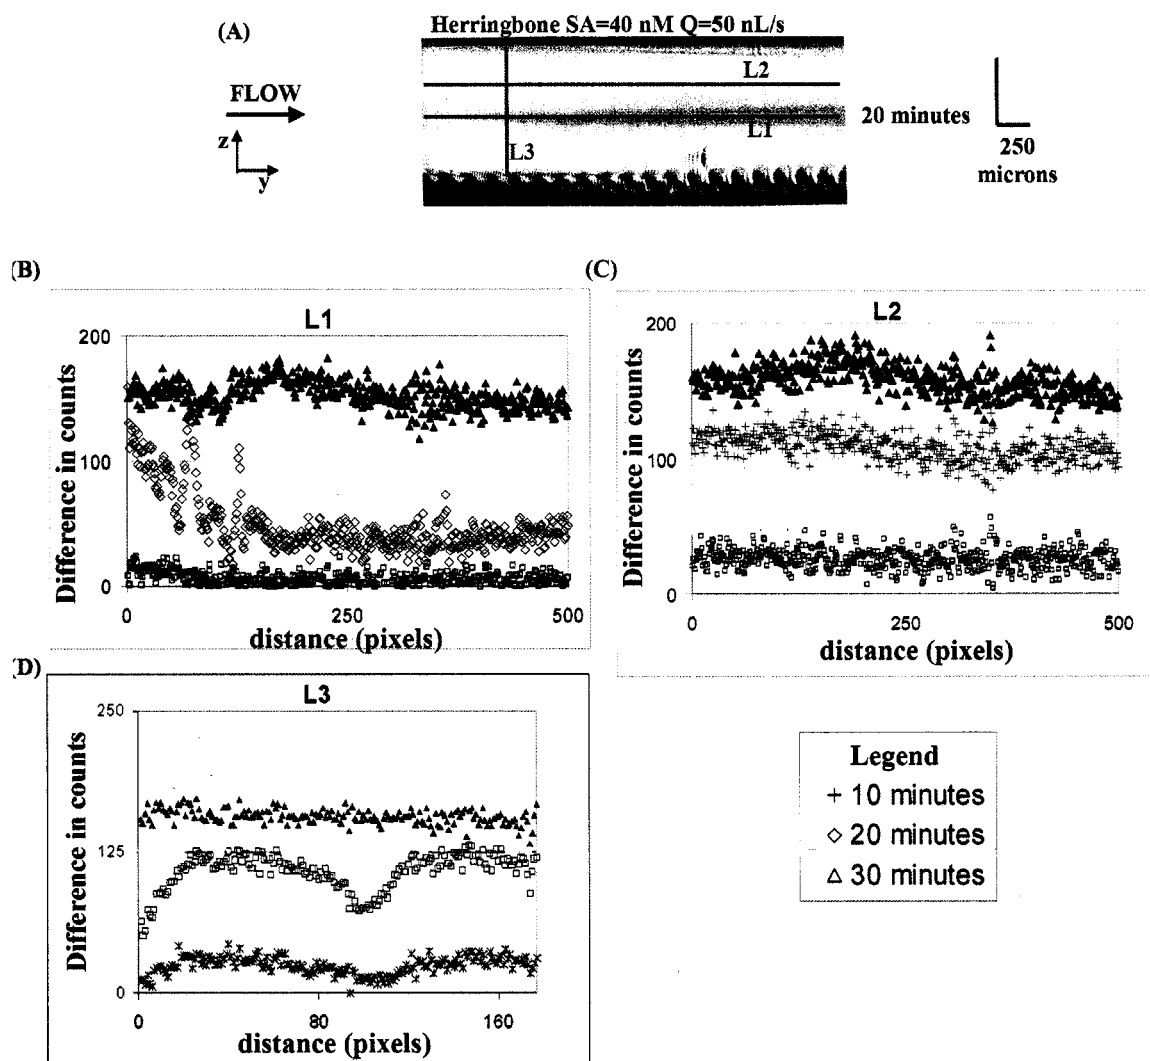 (A)
Herringbone SA=40 nM Q=50 nL/s
FLOW
z
y
L2
L1
L3
20 minutes
250
microns
(B)
L1
200
100
0
Difference in counts
0 250 500
distance (pixels)
(C)
L2
200
100
0
Difference in counts
0 250 500
distance (pixels)
(D)
L3
250
125
0
Difference in counts
0 80 160
distance (pixels)
Legend
+ 10 minutes
◇ 20 minutes
△ 30 minutes